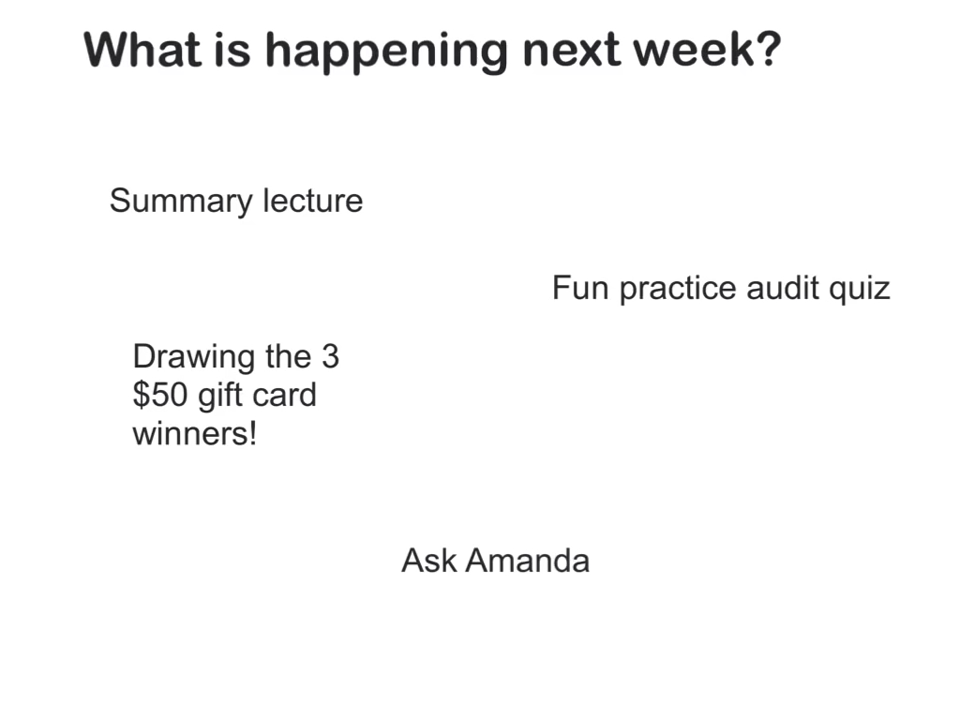 What is happening next week?
Summary lecture
Fun practice audit quiz
Drawing the 3
$50 gift card
winners!
Ask Amanda